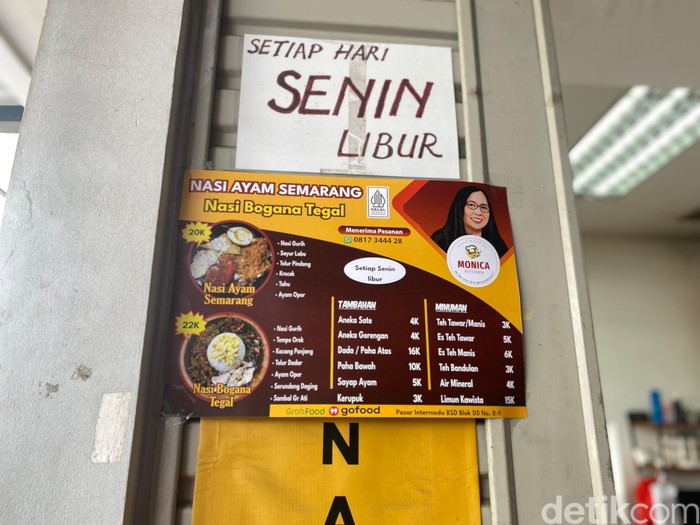 SETIAP HARI
SENIN
LIBUR
NASI AYAM SEMARANG
Nasi Bogana Tegal
HALAL
Menerima Pesanan
0817 3444 28
MONICA
KITCHEN
Setiap Senin
libur
20K
Nasi Ayam
Semarang
• Nasi Gurih
• Sayur Labu
• Telur Pindang
• Krecek
• Tahu
• Ayam Opor
22K
Nasi Bogana
Tegal
• Nasi Gurih
• Tempe Orek
• Kacang Panjang
• Telur Dadar
• Ayam Opor
• Serundeng Daging
• Sambal Gr Ati
TAMBAHAN
Aneka Sate 4K
Aneka Gorengan 4K
Dada / Paha Atas 16K
Paha Bawah 10K
Sayap Ayam 5K
Kerupuk 3K
MINUMAN
Teh Tawar/Manis 3K
Es Teh Tawar 5K
Es Teh Manis 6K
Teh Bandulan 3K
Air Mineral 4K
Limun Kawista 15K
GrabFood gofood
Pasar Intermoda BSD Blok D5 No. 8-9
N
A
detikcom